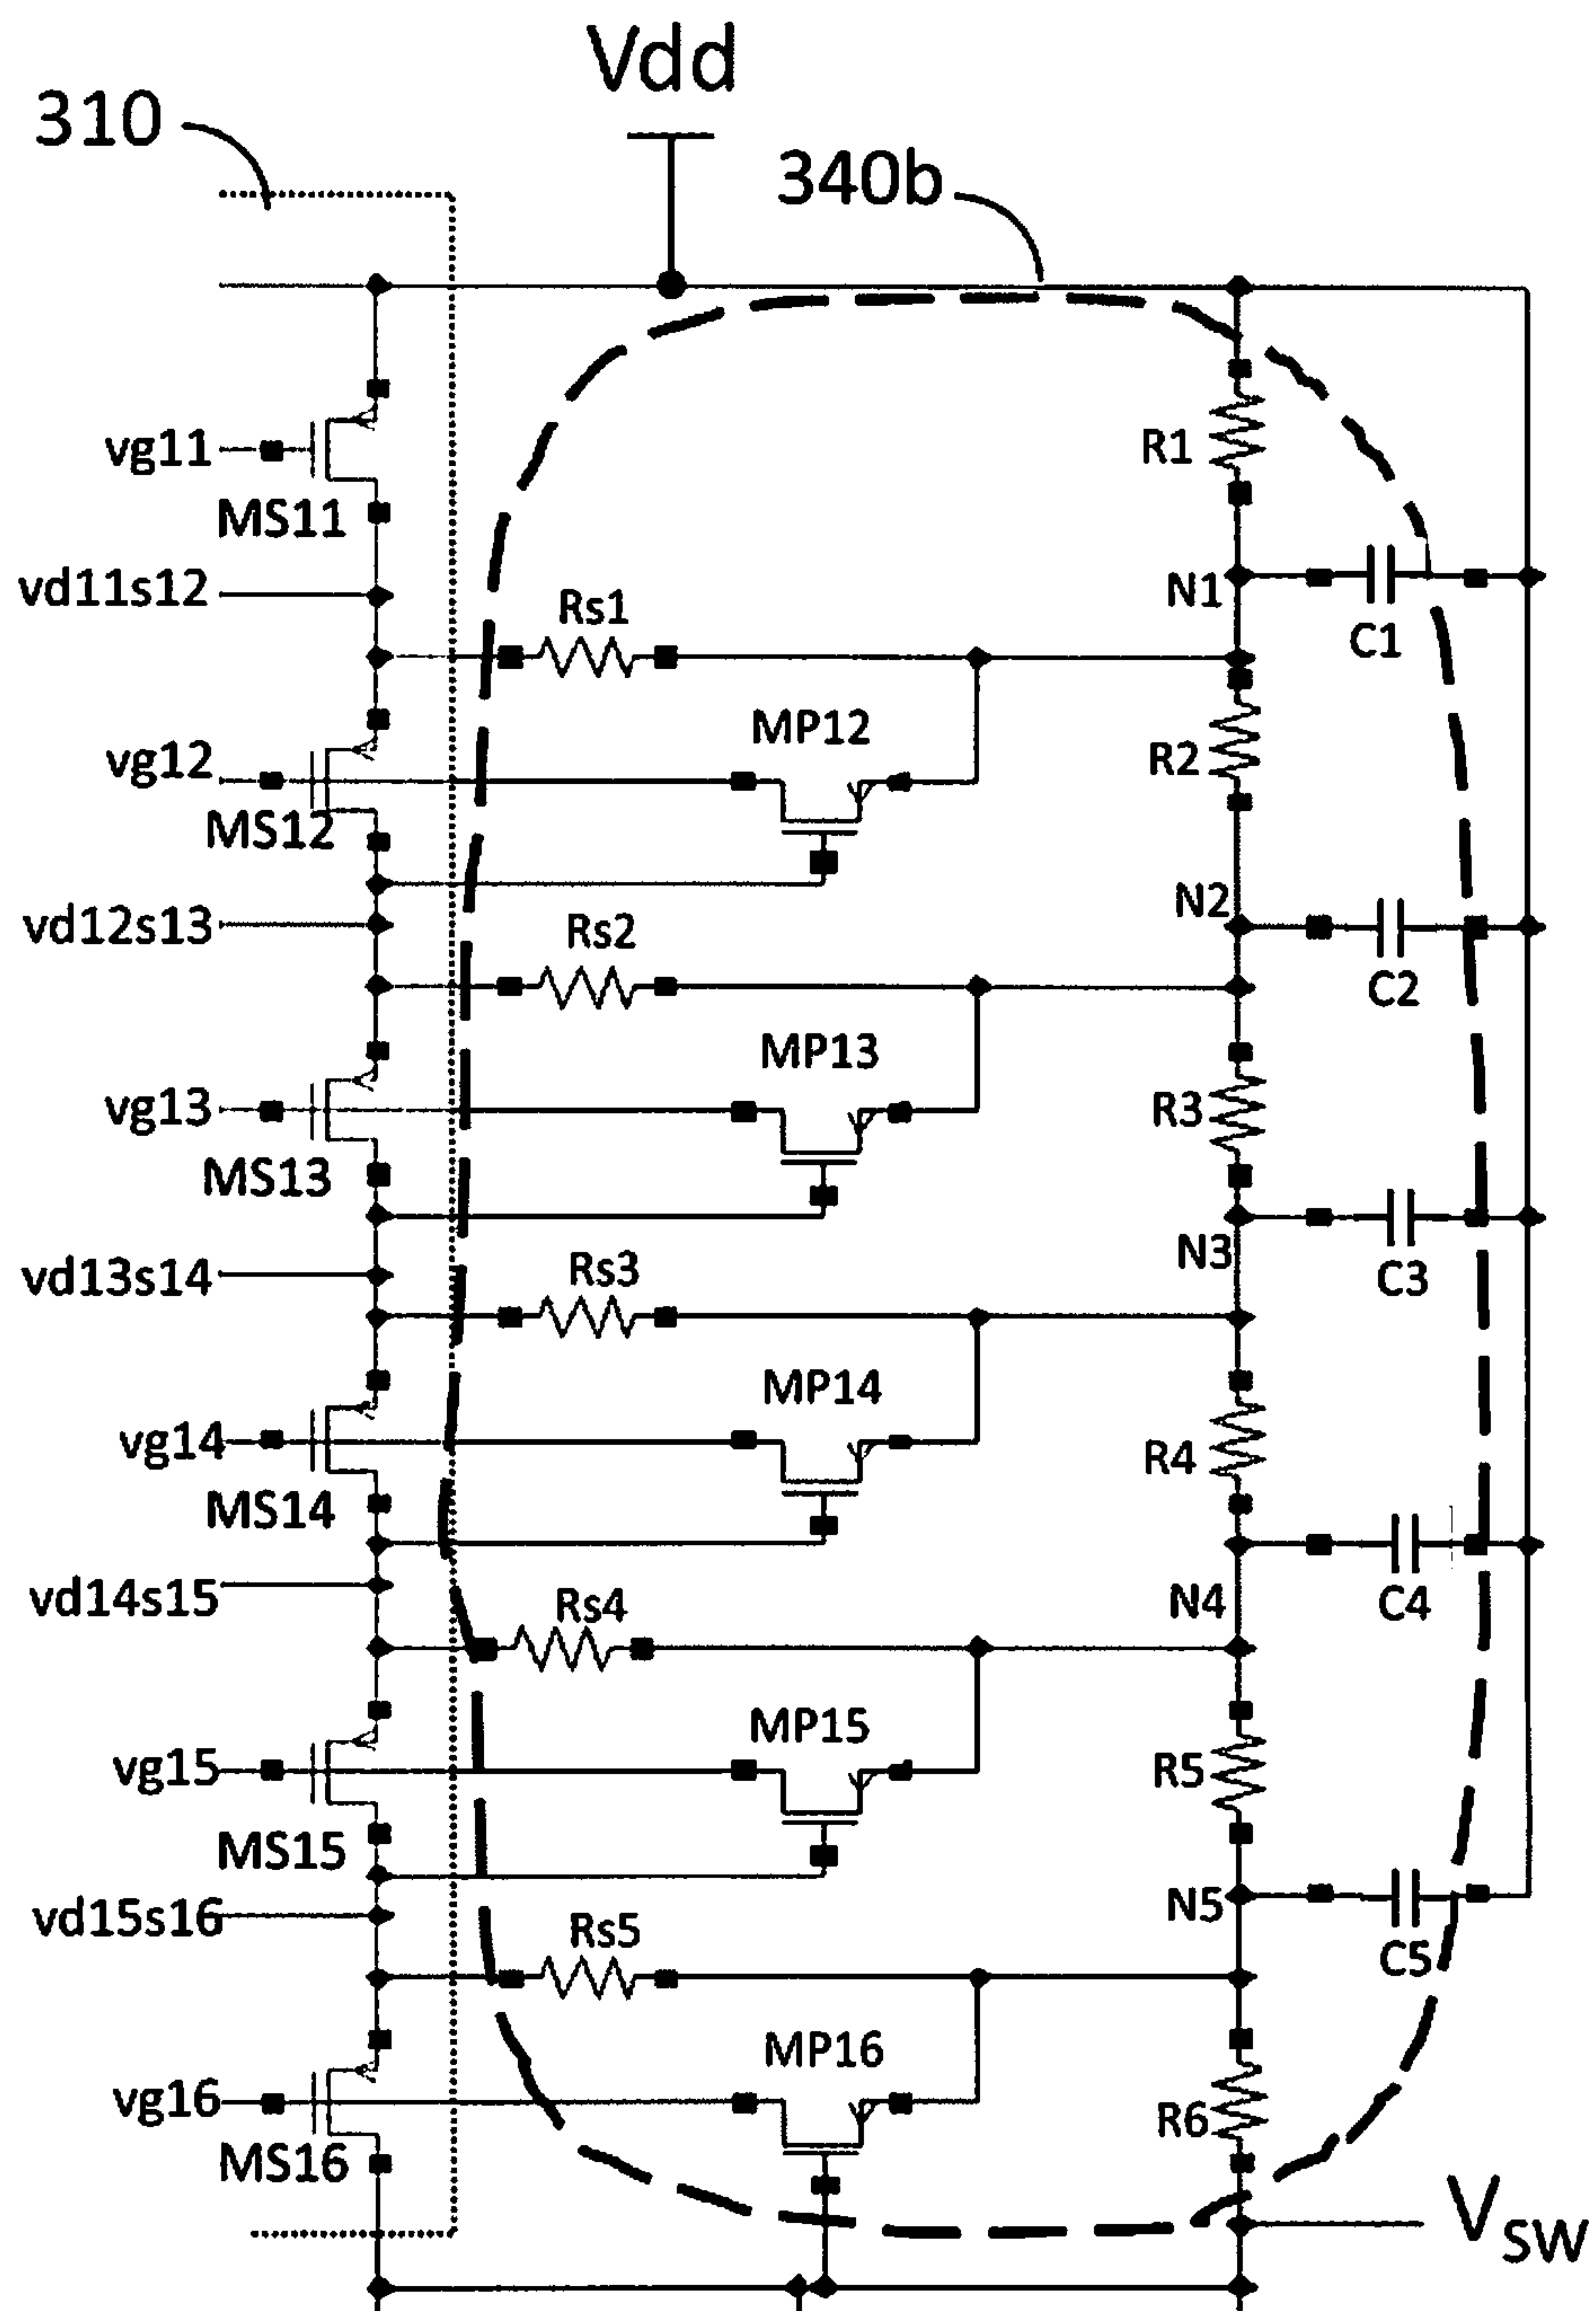 Vdd
310
340b
vg11
MS11
R1
vd11s12
Rs1
N1
C1
MP12
vg12
MS12
R2
N2
vd12s13
Rs2
C2
MP13
vg13
MS13
R3
N3
vd13s14
Rs3
C3
MP14
vg14
MS14
R4
N4
vd14s15
Rs4
C4
MP15
vg15
MS15
R5
N5
vd15s16
Rs5
C5
MP16
vg16
MS16
R6
VSW